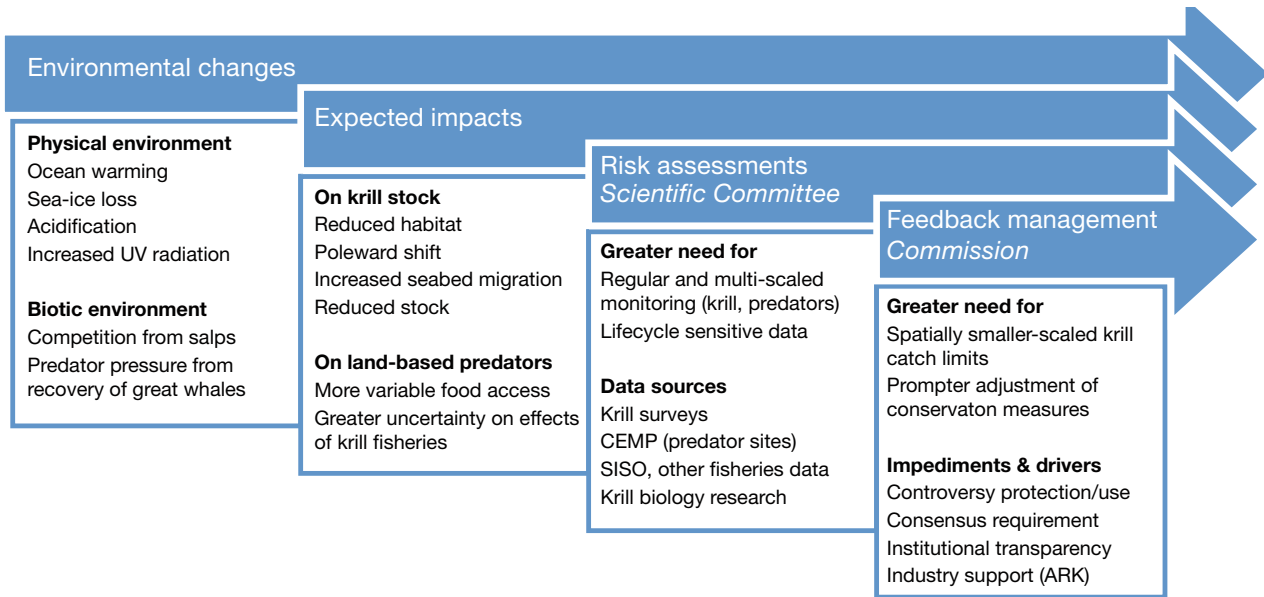 Environmental changes
Physical environment
Ocean warming
Sea-ice loss
Acidification
Increased UV radiation
Biotic environment
Competition from salps
Predator pressure from
recovery of great whales
Expected impacts
On krill stock
Reduced habitat
Poleward shift
Increased seabed migration
Reduced stock
On land-based predators
More variable food access
Greater uncertainty on effects
of krill fisheries
Risk assessments
Scientific Committee
Greater need for
Regular and multi-scaled
monitoring (krill, predators)
Lifecycle sensitive data
Data sources
Krill surveys
CEMP (predator sites)
SISO, other fisheries data
Krill biology research
Feedback management
Commission
Greater need for
Spatially smaller-scaled krill
catch limits
Prompter adjustment of
conservaton measures
Impediments & drivers
Controversy protection/use
Consensus requirement
Institutional transparency
Industry support (ARK)